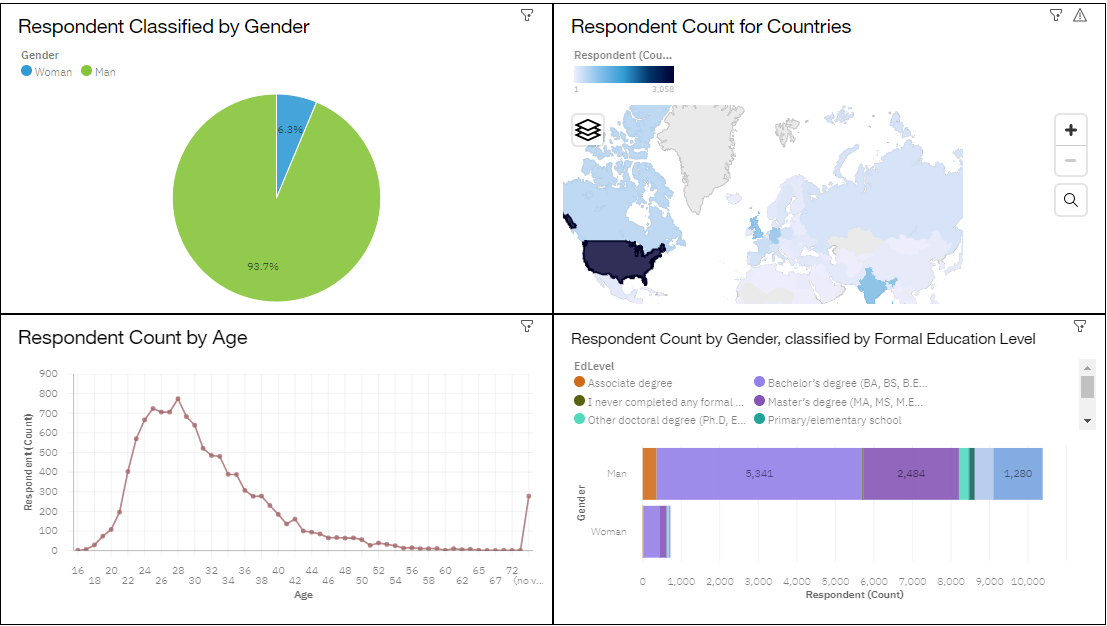 Respondent Classified by Gender
Gender
Woman Man
6.3%
93.7%
Respondent Count for Countries
Respondent (Cou...
1 3,058
Respondent Count by Age
Respondent (Count)
900
800
700
600
500
400
300
200
100
0
16 20 24 28 32 36 40 44 48 52 56 60 65 72
18 22 26 30 34 38 42 46 50 54 58 62 67 (no v...
Age
Respondent Count by Gender, classified by Formal Education Level
EdLevel
Associate degree Bachelor's degree (BA, BS, B.E...
I never completed any formal ... Master's degree (MA, MS, M.E...
Other doctoral degree (Ph.D, E... Primary/elementary school
Gender
Man 5,341 2,484 1,280
Woman
0 1,000 2,000 3,000 4,000 5,000 6,000 7,000 8,000 9,000 10,000
Respondent (Count)